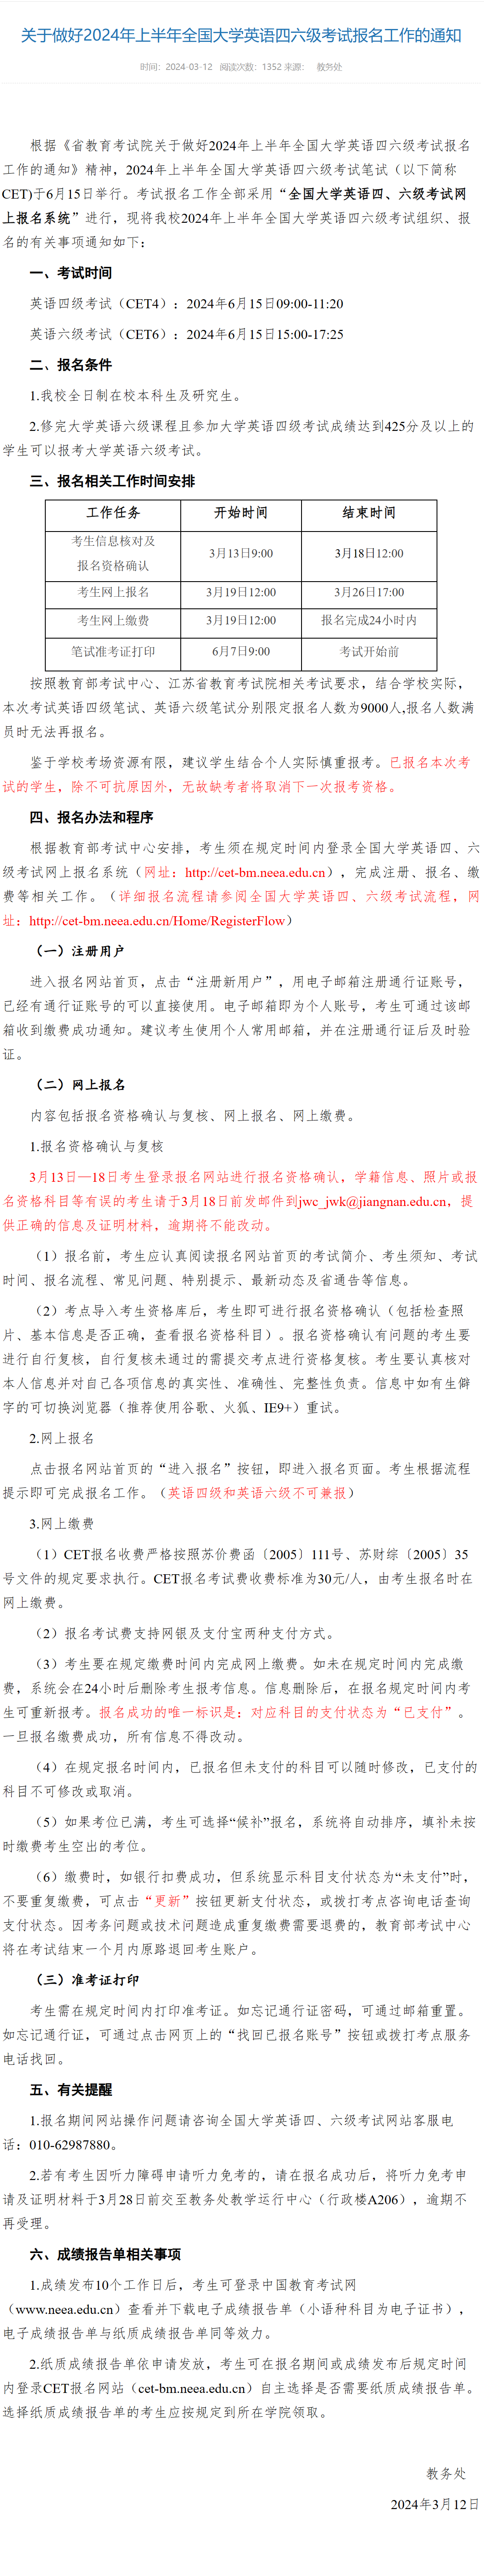 关于做好2024年上半年全国大学英语四六级考试报名工作的通知
时间：2024-03-12 阅读次数：1352 来源： 教务处
根据《省教育考试院关于做好2024年上半年全国大学英语四六级考试报名
工作的通知》精神，2024年上半年全国大学英语四六级考试笔试（以下简称
CET)于6月15日举行。考试报名工作全部采用“全国大学英语四、六级考试网
上报名系统”进行，现将我校2024年上半年全国大学英语四六级考试组织、报
名的有关事项通知如下：
一、考试时间
英语四级考试（CET4）：2024年6月15日09:00-11:20
英语六级考试（CET6）：2024年6月15日15:00-17:25
二、报名条件
1.我校全日制在校本科生及研究生。
2.修完大学英语六级课程且参加大学英语四级考试成绩达到425分及以上的
学生可以报考大学英语六级考试。
三、报名相关工作时间安排
工作任务 开始时间 结束时间
考生信息核对及
报名资格确认 3月13日9:00 3月18日12:00
考生网上报名 3月19日12:00 3月26日17:00
考生网上缴费 3月19日12:00 报名完成24小时内
笔试准考证打印 6月7日9:00 考试开始前
按照教育部考试中心、江苏省教育考试院相关考试要求，结合学校实际，
本次考试英语四级笔试、英语六级笔试分别限定报名人数为9000人,报名人数满
员时无法再报名。
鉴于学校考场资源有限，建议学生结合个人实际慎重报考。已报名本次考
试的学生，除不可抗原因外，无故缺考者将取消下一次报考资格。
四、报名办法和程序
根据教育部考试中心安排，考生须在规定时间内登录全国大学英语四、六
级考试网上报名系统（网址：http://cet-bm.neea.edu.cn），完成注册、报名、缴
费等相关工作。（详细报名流程请参阅全国大学英语四、六级考试流程，网
址：http://cet-bm.neea.edu.cn/Home/RegisterFlow）
（一）注册用户
进入报名网站首页，点击“注册新用户”，用电子邮箱注册通行证账号，
已经有通行证账号的可以直接使用。电子邮箱即为个人账号，考生可通过该邮
箱收到缴费成功通知。建议考生使用个人常用邮箱，并在注册通行证后及时验
证。
（二）网上报名
内容包括报名资格确认与复核、网上报名、网上缴费。
1.报名资格确认与复核
3月13日—18日考生登录报名网站进行报名资格确认，学籍信息、照片或报
名资格科目等有误的考生请于3月18日前发邮件到jwc_jwk@jiangnan.edu.cn，提
供正确的信息及证明材料，逾期将不能改动。
（1）报名前，考生应认真阅读报名网站首页的考试简介、考生须知、考试
时间、报名流程、常见问题、特别提示、最新动态及省通告等信息。
（2）考点导入考生资格库后，考生即可进行报名资格确认（包括检查照
片、基本信息是否正确，查看报名资格科目）。报名资格确认有问题的考生要
进行自行复核，自行复核未通过的需提交考点进行资格复核。考生要认真核对
本人信息并对自己各项信息的真实性、准确性、完整性负责。信息中如有生僻
字的可切换浏览器（推荐使用谷歌、火狐、IE9+）重试。
2.网上报名
点击报名网站首页的“进入报名”按钮，即进入报名页面。考生根据流程
提示即可完成报名工作。（英语四级和英语六级不可兼报）
3.网上缴费
（1）CET报名收费严格按照苏价费函〔2005〕111号、苏财综〔2005〕35
号文件的规定要求执行。CET报名考试费收费标准为30元/人，由考生报名时在
网上缴费。
（2）报名考试费支持网银及支付宝两种支付方式。
（3）考生要在规定缴费时间内完成网上缴费。如未在规定时间内完成缴
费，系统会在24小时后删除考生报考信息。信息删除后，在报名规定时间内考
生可重新报考。报名成功的唯一标识是：对应科目的支付状态为“已支付”。
一旦报名缴费成功，所有信息不得改动。
（4）在规定报名时间内，已报名但未支付的科目可以随时修改，已支付的
科目不可修改或取消。
（5）如果考位已满，考生可选择“候补”报名，系统将自动排序，填补未按
时缴费考生空出的考位。
（6）缴费时，如银行扣费成功，但系统显示科目支付状态为“未支付”时，
不要重复缴费，可点击“更新”按钮更新支付状态，或拨打考点咨询电话查询
支付状态。因考务问题或技术问题造成重复缴费需要退费的，教育部考试中心
将在考试结束一个月内原路退回考生账户。
（三）准考证打印
考生需在规定时间内打印准考证。如忘记通行证密码，可通过邮箱重置。
如忘记通行证，可通过点击网页上的“找回已报名账号”按钮或拨打考点服务
电话找回。
五、有关提醒
1.报名期间网站操作问题请咨询全国大学英语四、六级考试网站客服电
话：010-62987880。
2.若有考生因听力障碍申请听力免考的，请在报名成功后，将听力免考申
请及证明材料于3月28日前交至教务处教学运行中心（行政楼A206），逾期不
再受理。
六、成绩报告单相关事项
1.成绩发布10个工作日后，考生可登录中国教育考试网
（www.neea.edu.cn）查看并下载电子成绩报告单（小语种科目为电子证书），
电子成绩报告单与纸质成绩报告单同等效力。
2.纸质成绩报告单依申请发放，考生可在报名期间或成绩发布后规定时间
内登录CET报名网站（cet-bm.neea.edu.cn）自主选择是否需要纸质成绩报告单。
选择纸质成绩报告单的考生应按规定到所在学院领取。
教务处
2024年3月12日